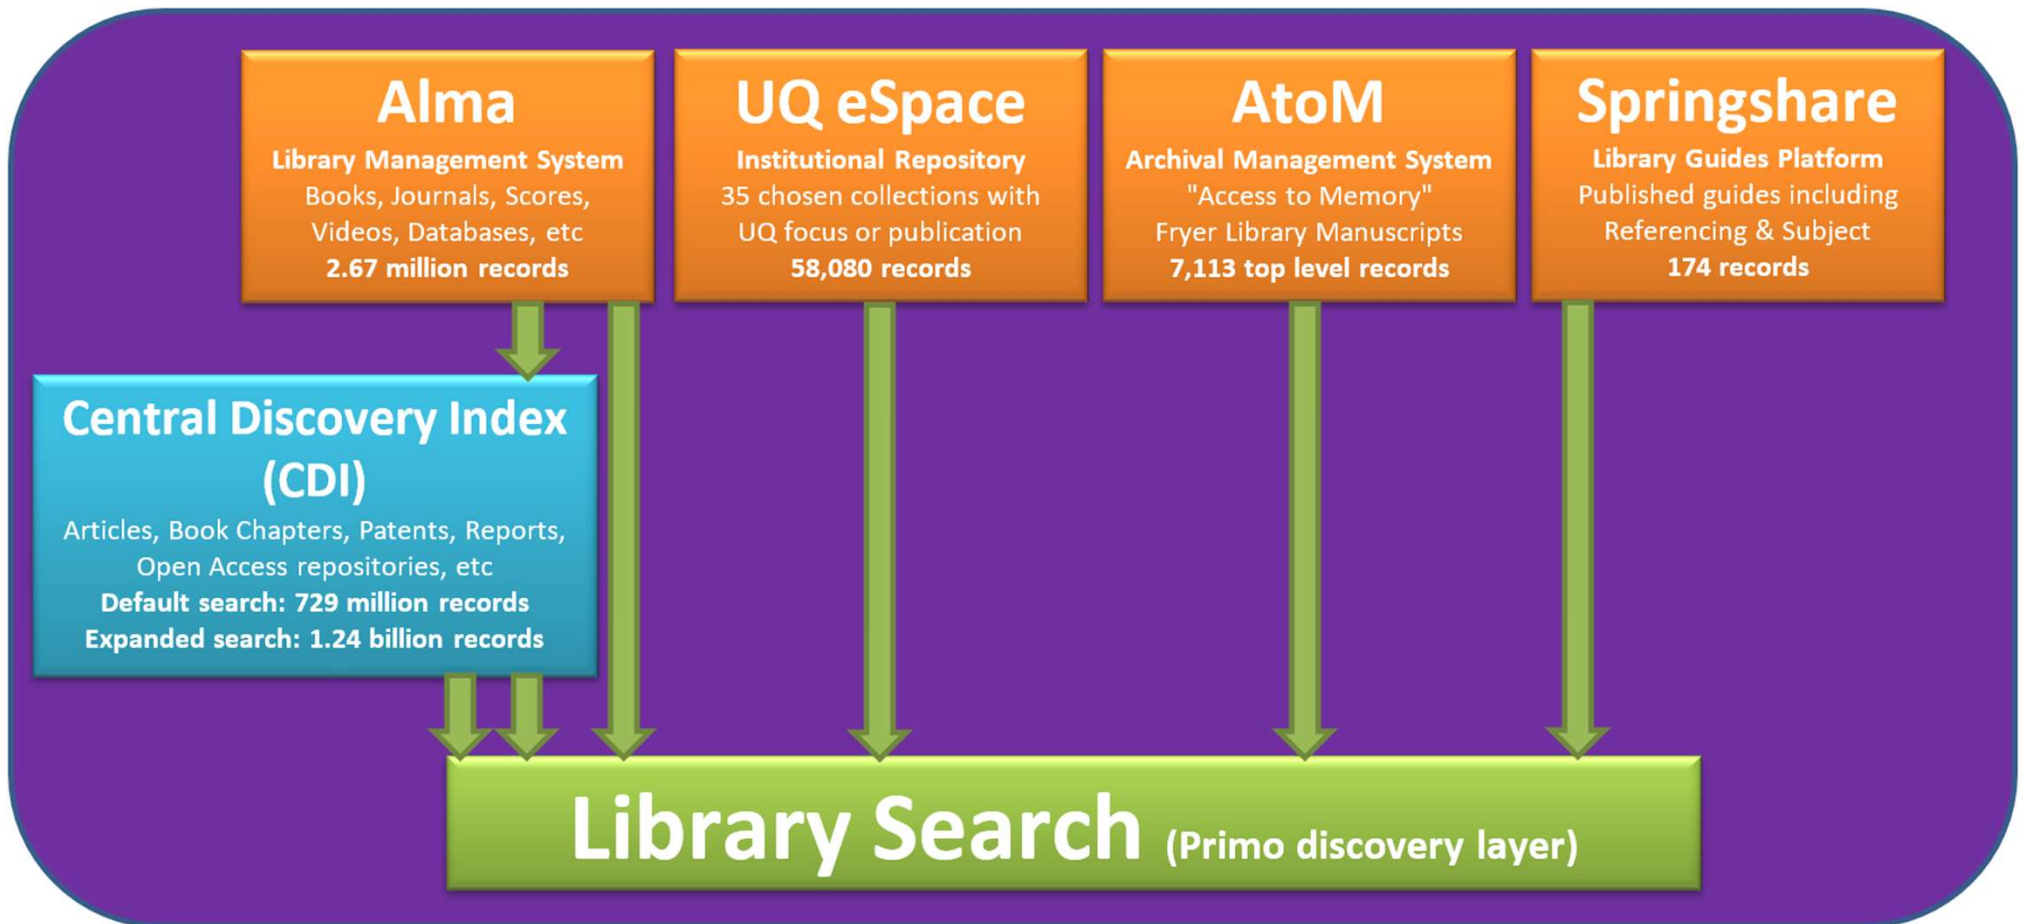 Alma
Library Management System
Books, Journals, Scores,
Videos, Databases, etc
2.67 million records
UQ eSpace
Institutional Repository
35 chosen collections with
UQ focus or publication
58,080 records
AtoM
Archival Management System
"Access to Memory"
Fryer Library Manuscripts
7,113 top level records
Springshare
Library Guides Platform
Published guides including
Referencing & Subject
174 records
Central Discovery Index
(CDI)
Articles, Book Chapters, Patents, Reports,
Open Access repositories, etc
Default search: 729 million records
Expanded search: 1.24 billion records
Library Search (Primo discovery layer)